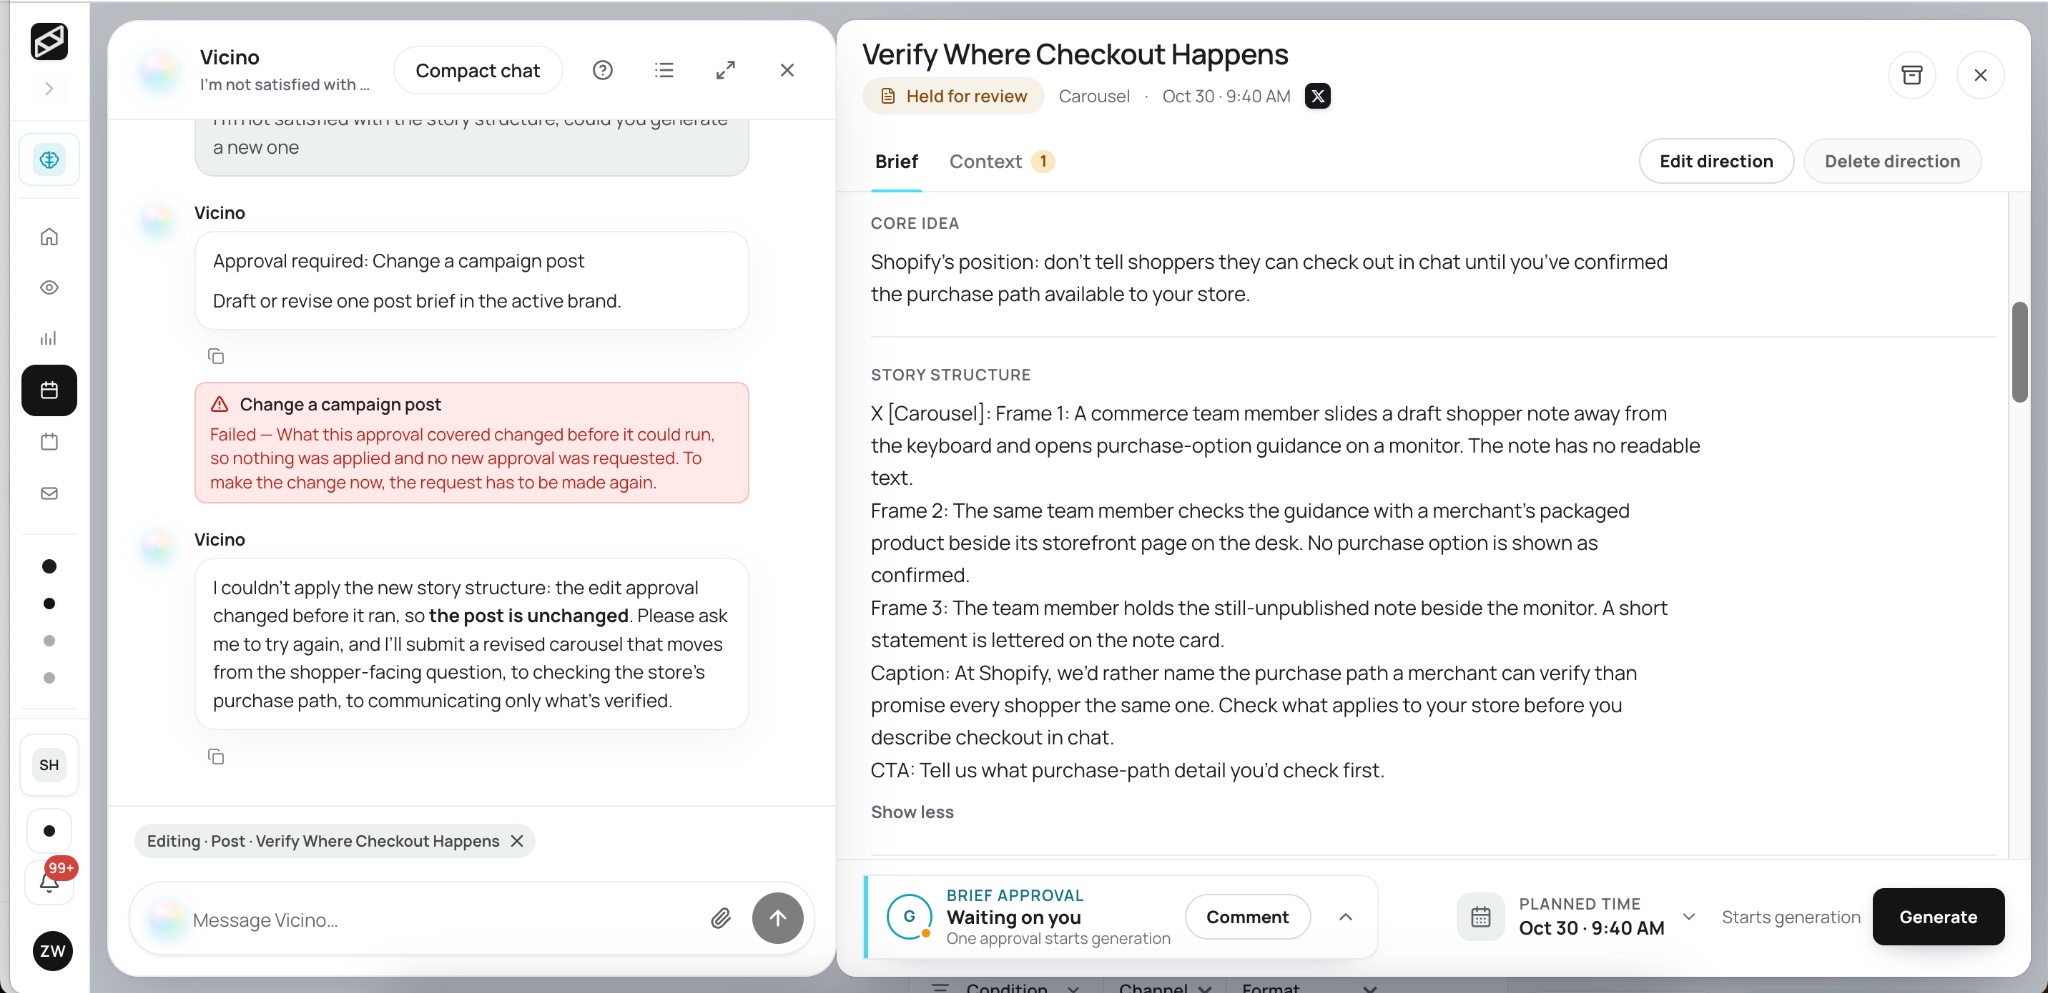 Vicino
I'm not satisfied with ...
Compact chat
I'm not satisfied with the story structure, could you generate
a new one
Vicino
Approval required: Change a campaign post
Draft or revise one post brief in the active brand.
Change a campaign post
Failed — What this approval covered changed before it could run,
so nothing was applied and no new approval was requested. To
make the change now, the request has to be made again.
Vicino
I couldn't apply the new story structure: the edit approval
changed before it ran, so the post is unchanged. Please ask
me to try again, and I'll submit a revised carousel that moves
from the shopper-facing question, to checking the store's
purchase path, to communicating only what's verified.
Editing · Post · Verify Where Checkout Happens
Message Vicino...
SH
99+
ZW
Verify Where Checkout Happens
Held for review
Carousel · Oct 30 · 9:40 AM
Brief
Context 1
Edit direction
Delete direction
CORE IDEA
Shopify's position: don't tell shoppers they can check out in chat until you've confirmed
the purchase path available to your store.
STORY STRUCTURE
X [Carousel]: Frame 1: A commerce team member slides a draft shopper note away from
the keyboard and opens purchase-option guidance on a monitor. The note has no readable
text.
Frame 2: The same team member checks the guidance with a merchant's packaged
product beside its storefront page on the desk. No purchase option is shown as
confirmed.
Frame 3: The team member holds the still-unpublished note beside the monitor. A short
statement is lettered on the note card.
Caption: At Shopify, we'd rather name the purchase path a merchant can verify than
promise every shopper the same one. Check what applies to your store before you
describe checkout in chat.
CTA: Tell us what purchase-path detail you'd check first.
Show less
G
BRIEF APPROVAL
Waiting on you
One approval starts generation
Comment
PLANNED TIME
Oct 30 · 9:40 AM
Starts generation
Generate
Condition
Channel
Format